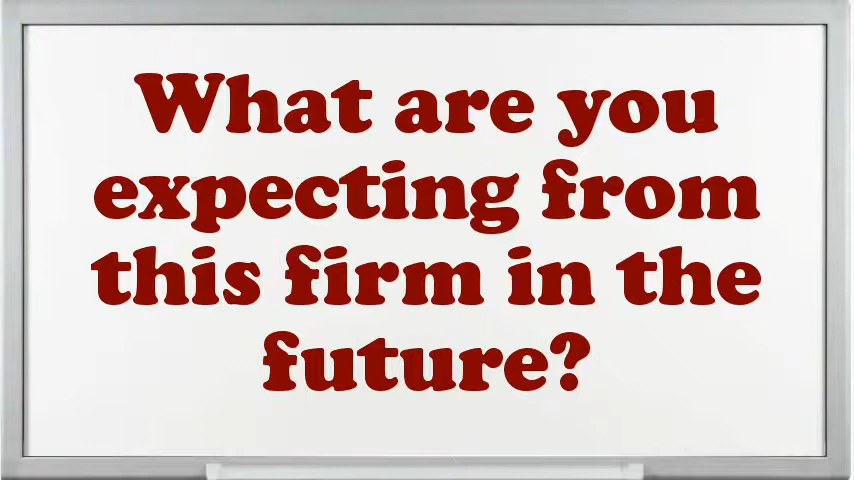 What are you
expecting from
this firm in the
future?